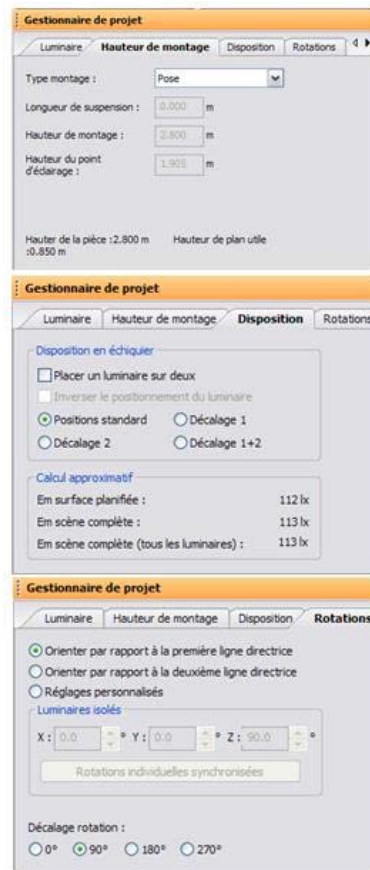 Gestionnaire de projet
Luminaire Hauteur de montage Disposition Rotations
Type montage : Pose
Longueur de suspension : 0.000 m
Hauteur de montage : 2.800 m
Hauteur du point
d'éclairage : 1.905 m
Hauter de la pièce :2.800 m Hauteur de plan utile
:0.850 m
Gestionnaire de projet
Luminaire Hauteur de montage Disposition Rotations
Disposition en échiquier
Placer un luminaire sur deux
Inverser le positionnement du luminaire
Positions standard Décalage 1
Décalage 2 Décalage 1+2
Calcul approximatif
Em surface planifiée : 112 lx
Em scène complète : 113 lx
Em scène complète (tous les luminaires) : 113 lx
Gestionnaire de projet
Luminaire Hauteur de montage Disposition Rotations
Orienter par rapport à la première ligne directrice
Orienter par rapport à la deuxième ligne directrice
Réglages personnalisés
Luminaires isolés
X : 0.0 ° Y : 0.0 ° Z : 90.0 °
Rotations individuelles synchronisées
Décalage rotation :
0° 90° 180° 270°